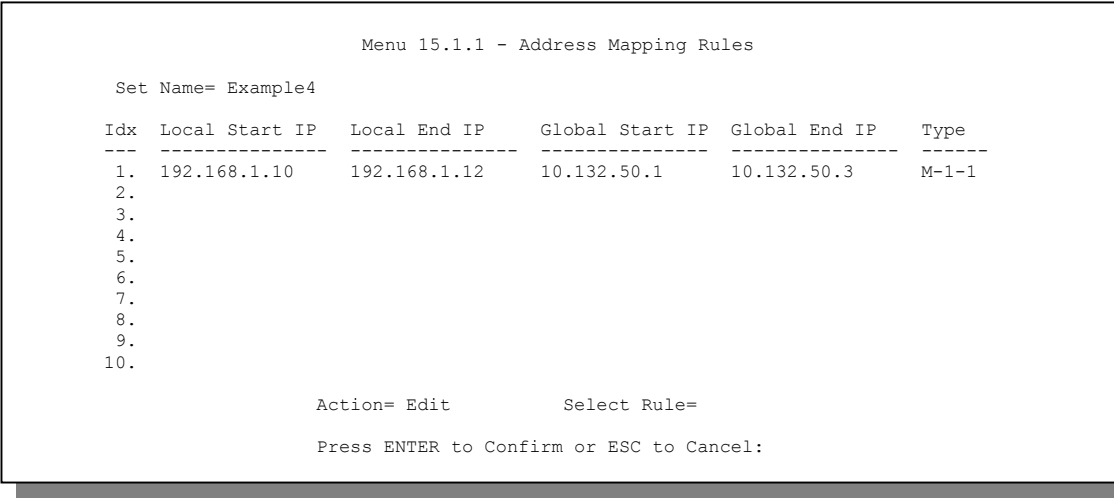 Menu 15.1.1 - Address Mapping Rules
Set Name= Example4
Idx  Local Start IP   Local End IP     Global Start IP  Global End IP    Type
---  ---------------  ---------------  ---------------  ---------------  ------
1.  192.168.1.10     192.168.1.12     10.132.50.1      10.132.50.3      M-1-1
2.
3.
4.
5.
6.
7.
8.
9.
10.
Action= Edit          Select Rule=
Press ENTER to Confirm or ESC to Cancel: